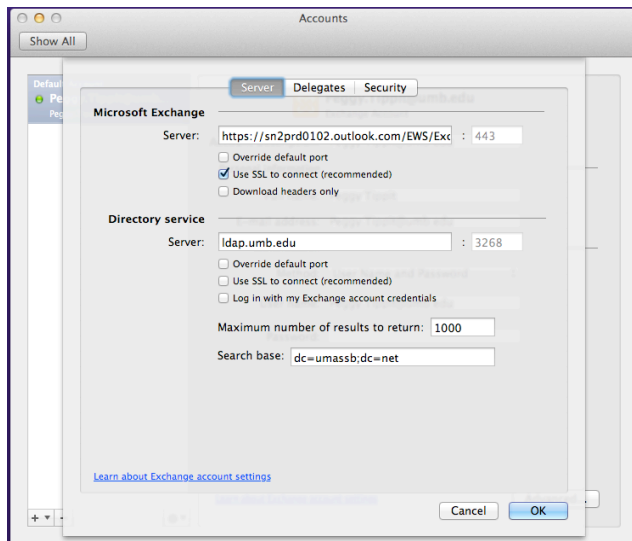 Accounts
Show All
Default
Pe
Peg
Server Delegates Security
Microsoft Exchange
Server: https://sn2prd0102.outlook.com/EWS/Exc : 443
Override default port
Use SSL to connect (recommended)
Download headers only
Directory service
Server: ldap.umb.edu : 3268
Override default port
Use SSL to connect (recommended)
Log in with my Exchange account credentials
Maximum number of results to return: 1000
Search base: dc=umassb;dc=net
Learn about Exchange account settings
Cancel OK